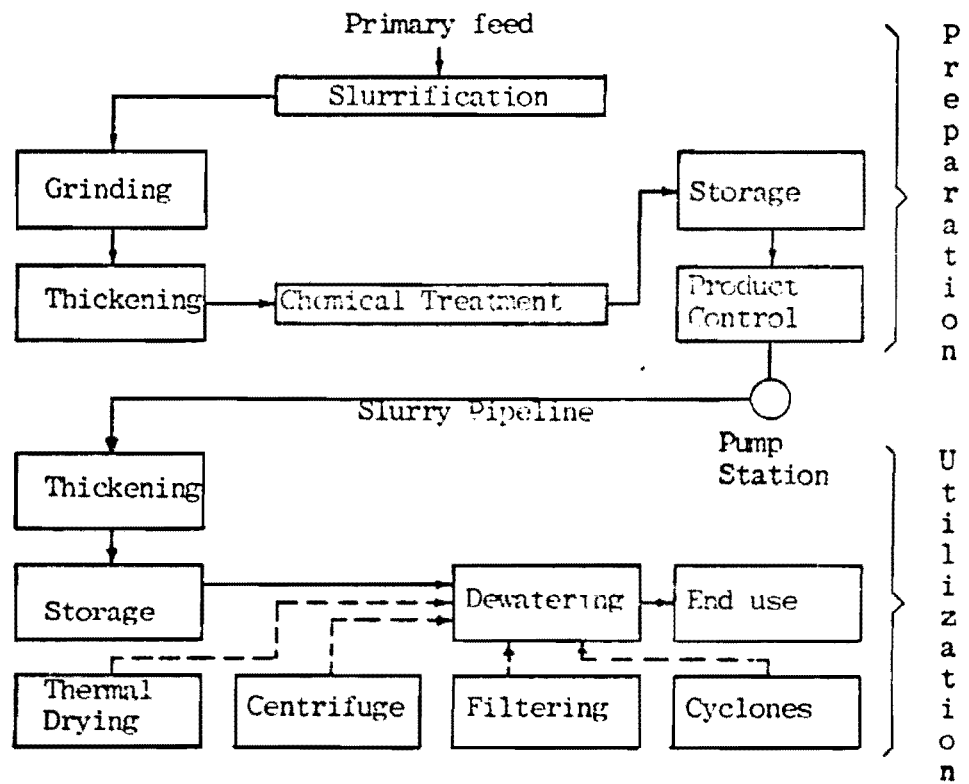 Primary feed
Slurrification
Grinding
Storage
Thickening
Chemical Treatment
Product
Control
Preparation
Slurry Pipeline
Pump
Station
Thickening
Storage
Dewatering
End use
Thermal
Drying
Centrifuge
Filtering
Cyclones
Utilization